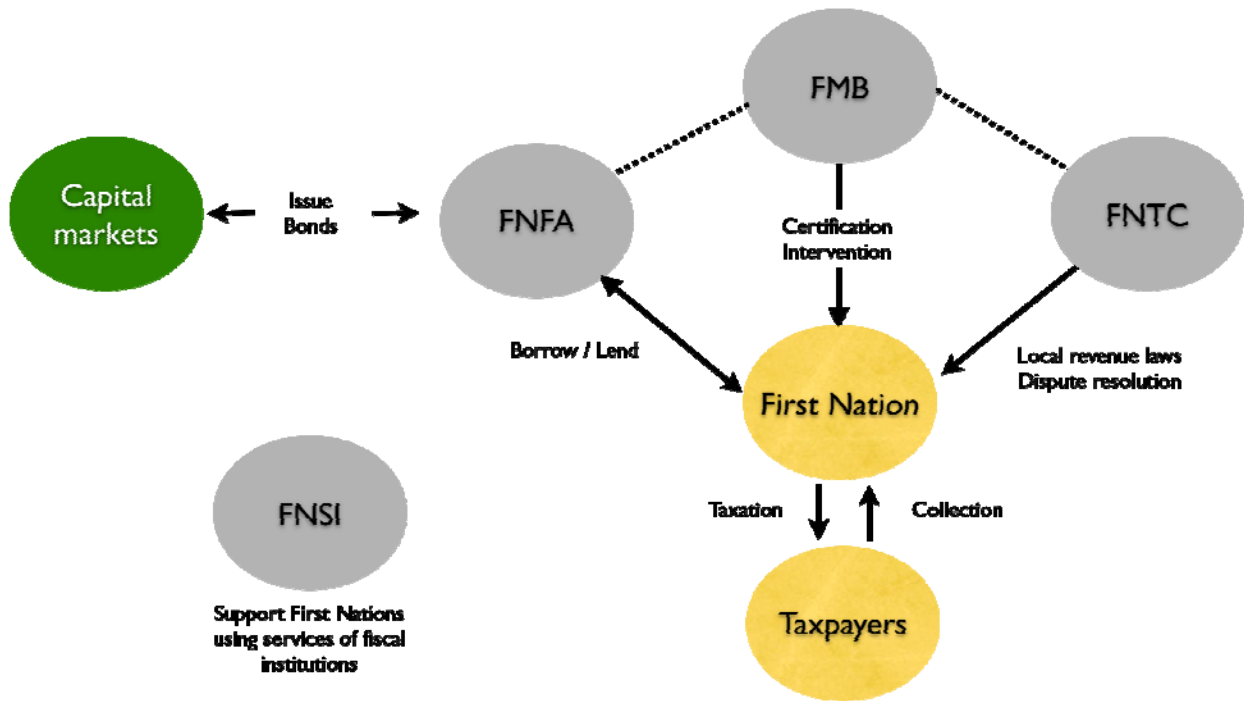 FMB
Capital
markets
Issue
Bonds
FNFA
FNTC
Certification
Intervention
Borrow / Lend
Local revenue laws
Dispute resolution
First Nation
FNSI
Taxation
Collection
Support First Nations
using services of fiscal
institutions
Taxpayers